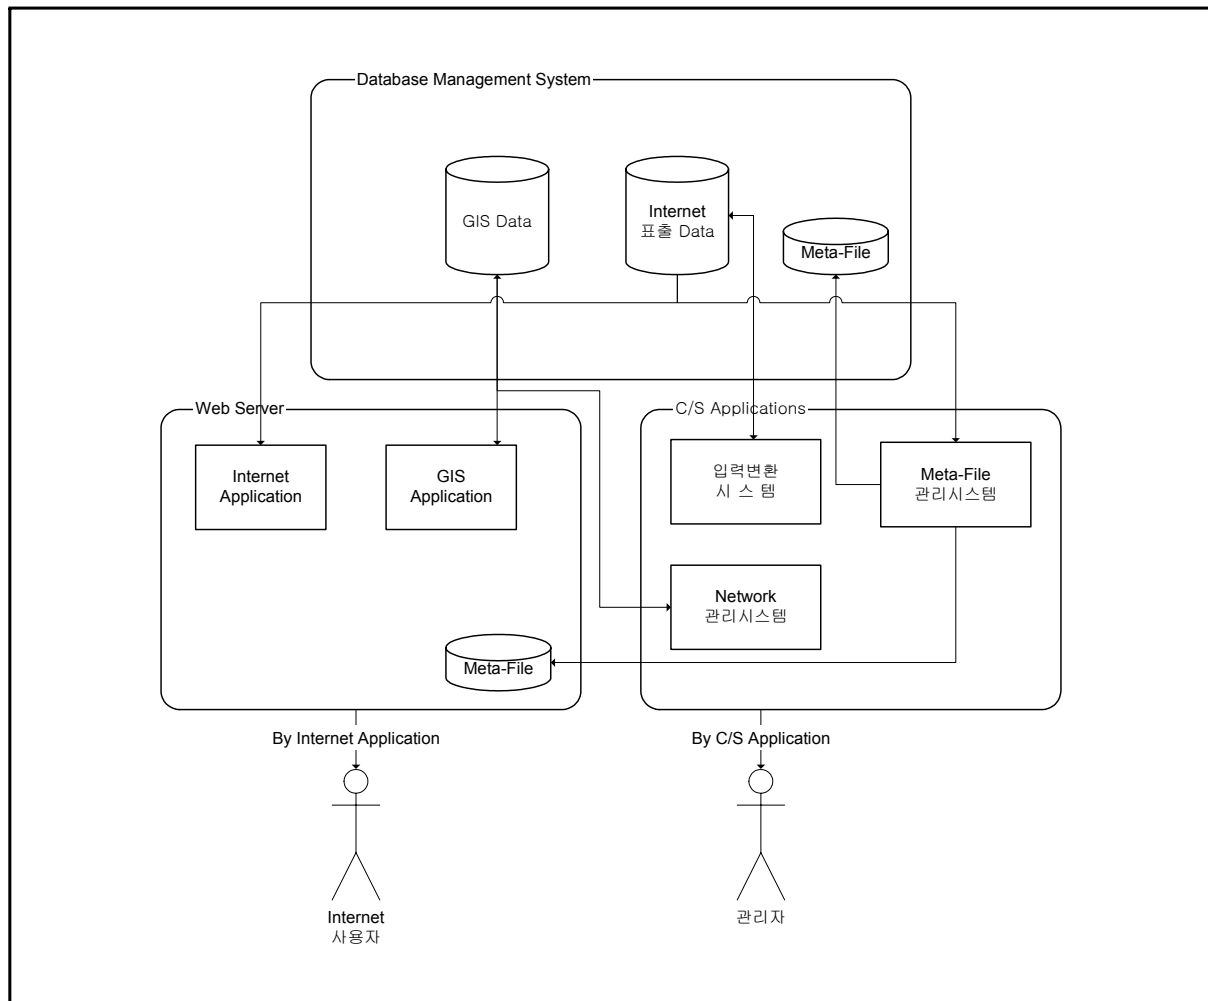 Database Management System
GIS Data
Internet
표출 Data
Meta-File
Web Server
C/S Applications
Internet
Application
GIS
Application
입력변환
시 스 템
Meta-File
관리시스템
Network
관리시스템
Meta-File
By Internet Application
By C/S Application
Internet
사용자
관리자